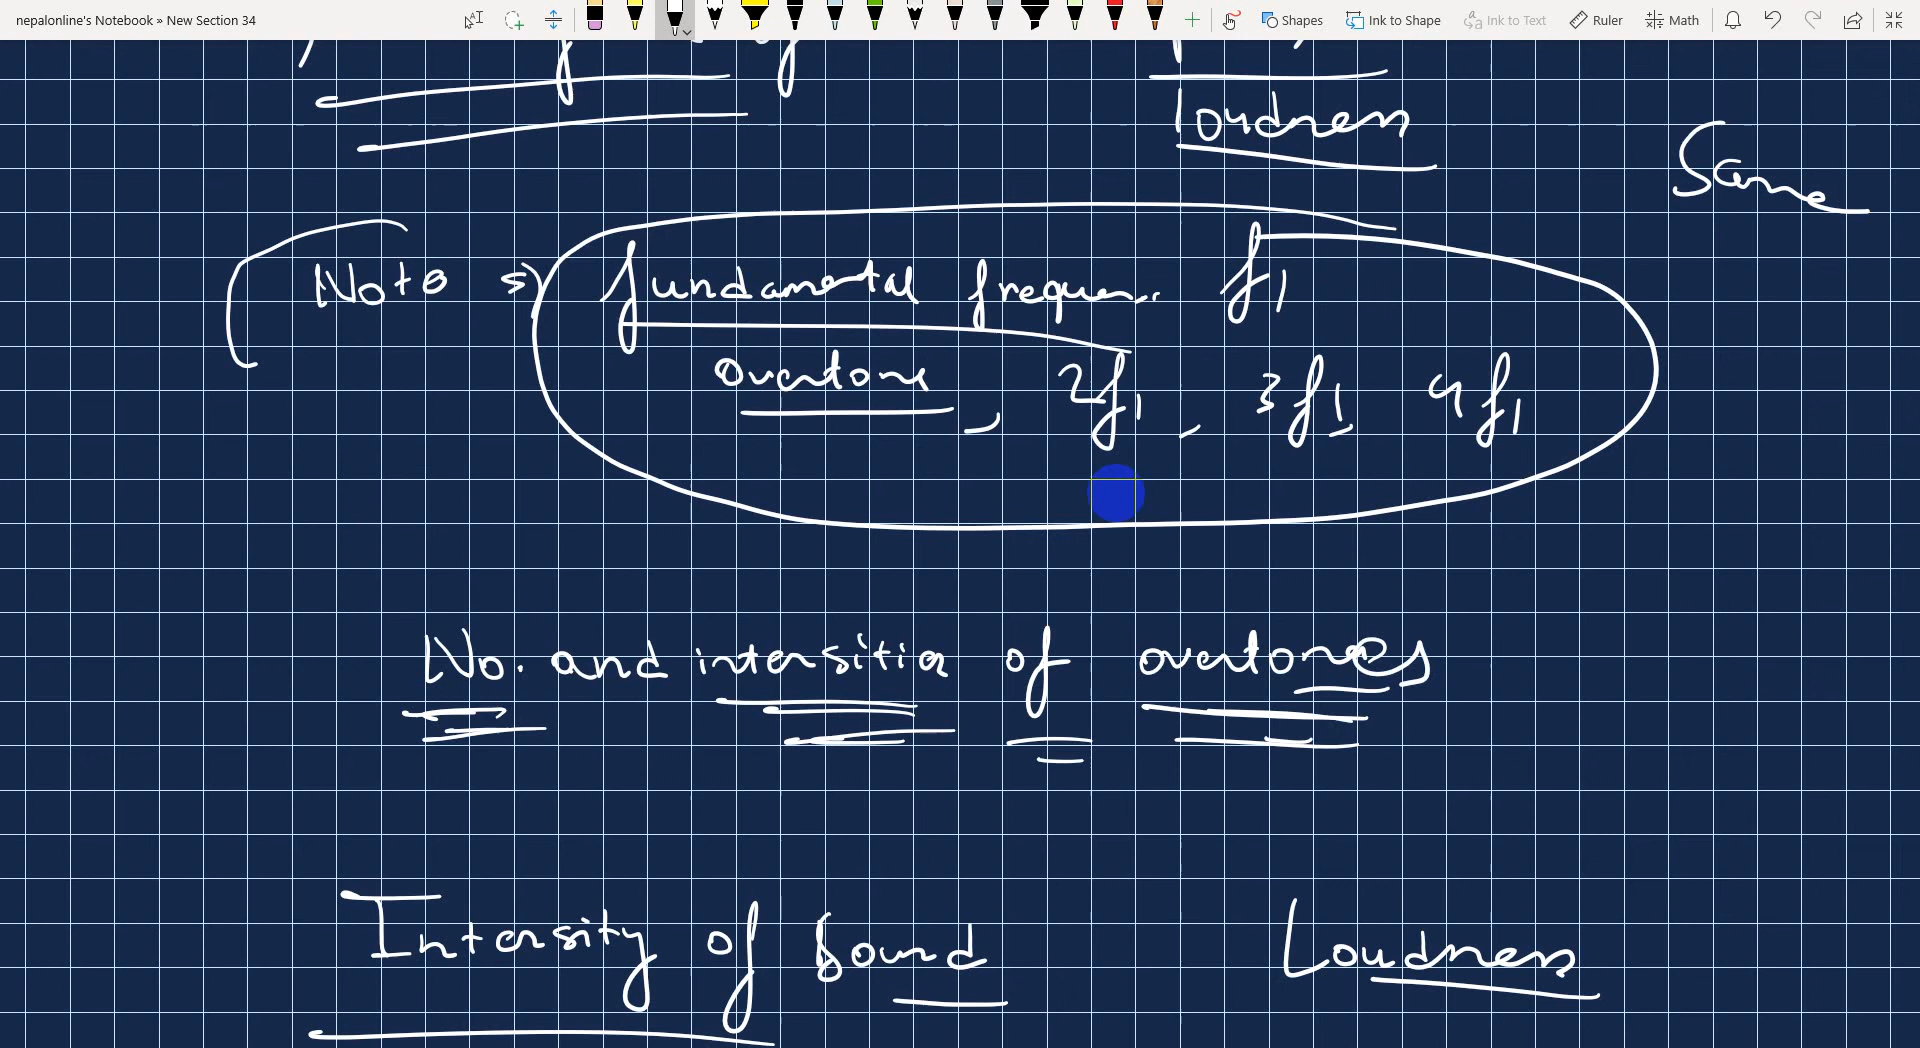 nepalonline's Notebook » New Section 34
Shapes Ink to Shape Ink to Text Ruler Math
loudness
Same
Note fundamental frequen.. f1
overtone, 2f1, 3f1 4f1
No. and intensities of overtones
Intensity of Sound Loudness